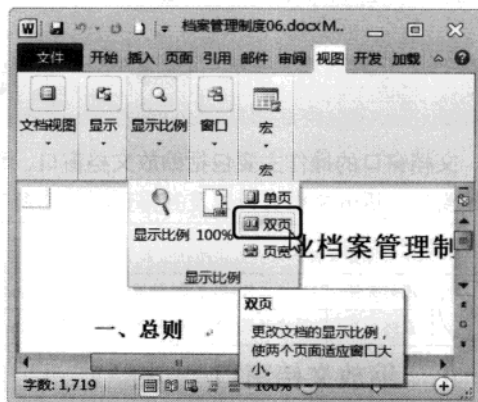 档案管理制度06.docxM..
文件 开始 插入 页面 引用 邮件 审阅 视图 开发 加载
文档视图 显示 显示比例 窗口 宏
宏
显示比例 100% 单页
双页
页宽
显示比例
业档案管理制
双页
更改文档的显示比例，
使两个页面适应窗口大
小。
一、总则
字数: 1,719 100%